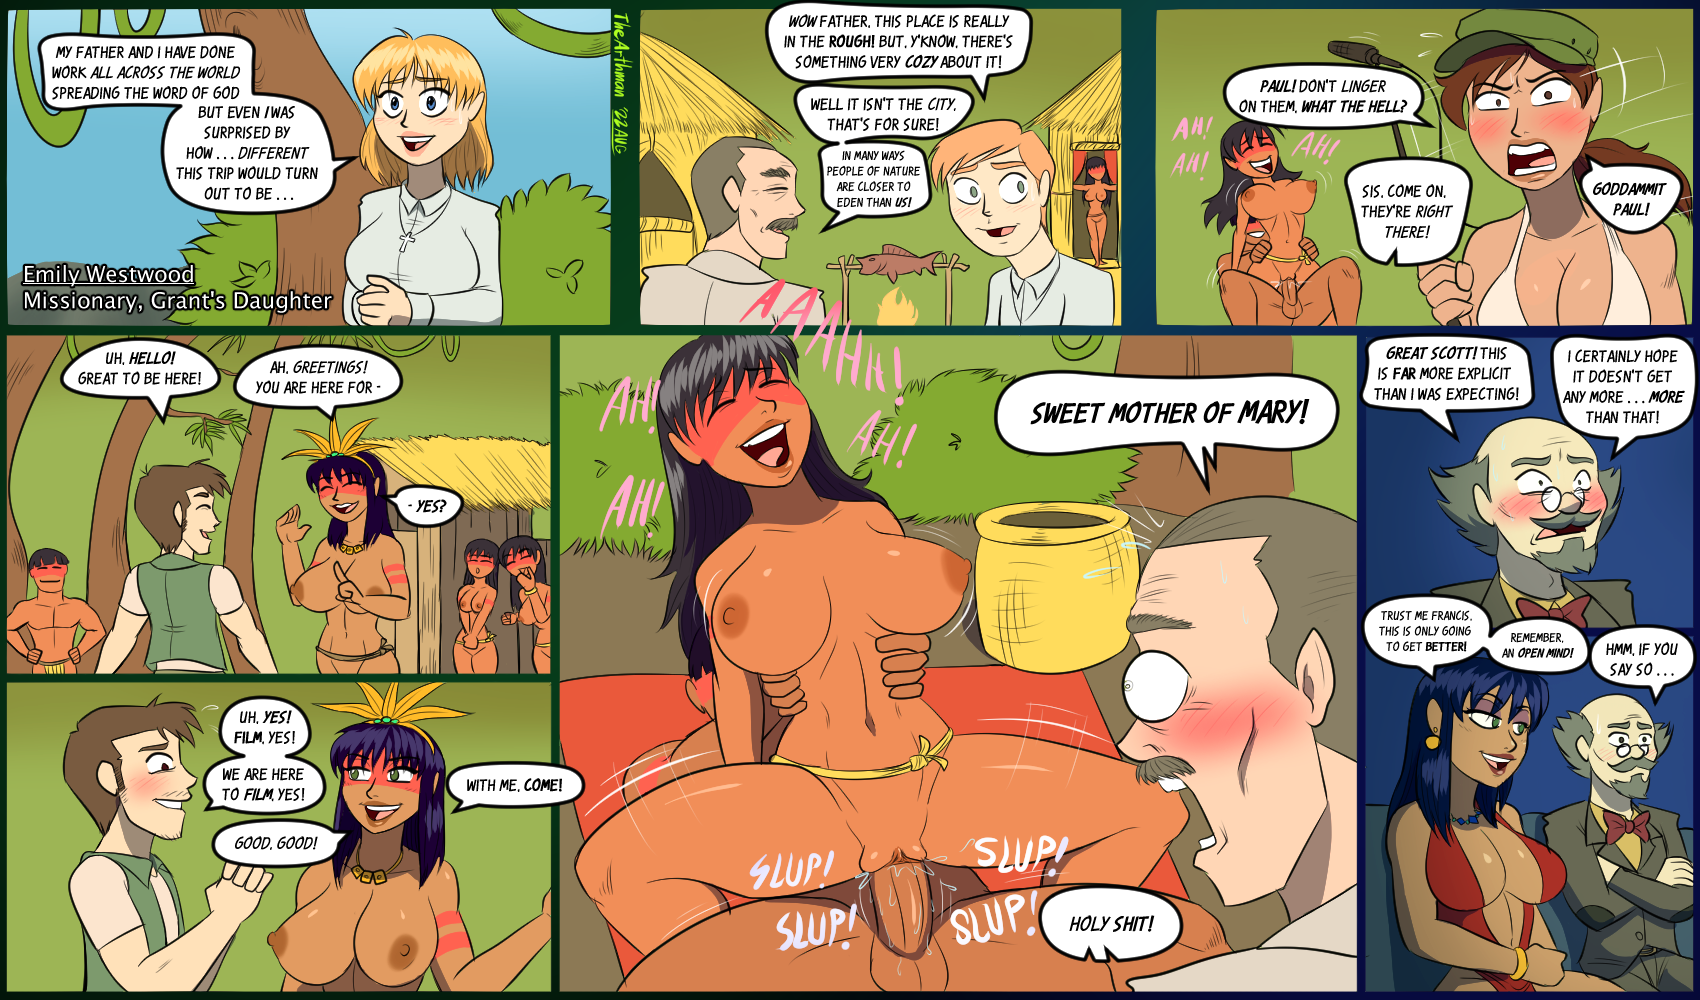 MY FATHER AND I HAVE DONE
WORK ALL ACROSS THE WORLD
SPREADING THE WORD OF GOD
BUT EVEN I WAS
SURPRISED BY
HOW ... DIFFERENT
THIS TRIP WOULD TURN
OUT TO BE ...
Emily Westwood
Missionary, Grant's Daughter
TheArthman '22AUG
WOW FATHER, THIS PLACE IS REALLY
IN THE ROUGH! BUT, Y'KNOW, THERE'S
SOMETHING VERY COZY ABOUT IT!
WELL IT ISN'T THE CITY,
THAT'S FOR SURE!
IN MANY WAYS
PEOPLE OF NATURE
ARE CLOSER TO
EDEN THAN US!
PAUL! DON'T LINGER
ON THEM, WHAT THE HELL?
AH!
AH!
AH!
SIS, COME ON,
THEY'RE RIGHT
THERE!
GODDAMMIT
PAUL!
UH, HELLO!
GREAT TO BE HERE!
AH, GREETINGS!
YOU ARE HERE FOR -
- YES?
UH, YES!
FILM, YES!
WE ARE HERE
TO FILM, YES!
GOOD, GOOD!
WITH ME, COME!
AAAHH!
AH!
AH!
AH!
SWEET MOTHER OF MARY!
SLUP!
SLUP!
SLUP!
SLUP!
HOLY SHIT!
GREAT SCOTT! THIS
IS FAR MORE EXPLICIT
THAN I WAS EXPECTING!
I CERTAINLY HOPE
IT DOESN'T GET
ANY MORE ... MORE
THAN THAT!
TRUST ME FRANCIS,
THIS IS ONLY GOING
TO GET BETTER!
REMEMBER,
AN OPEN MIND!
HMM, IF YOU
SAY SO ...